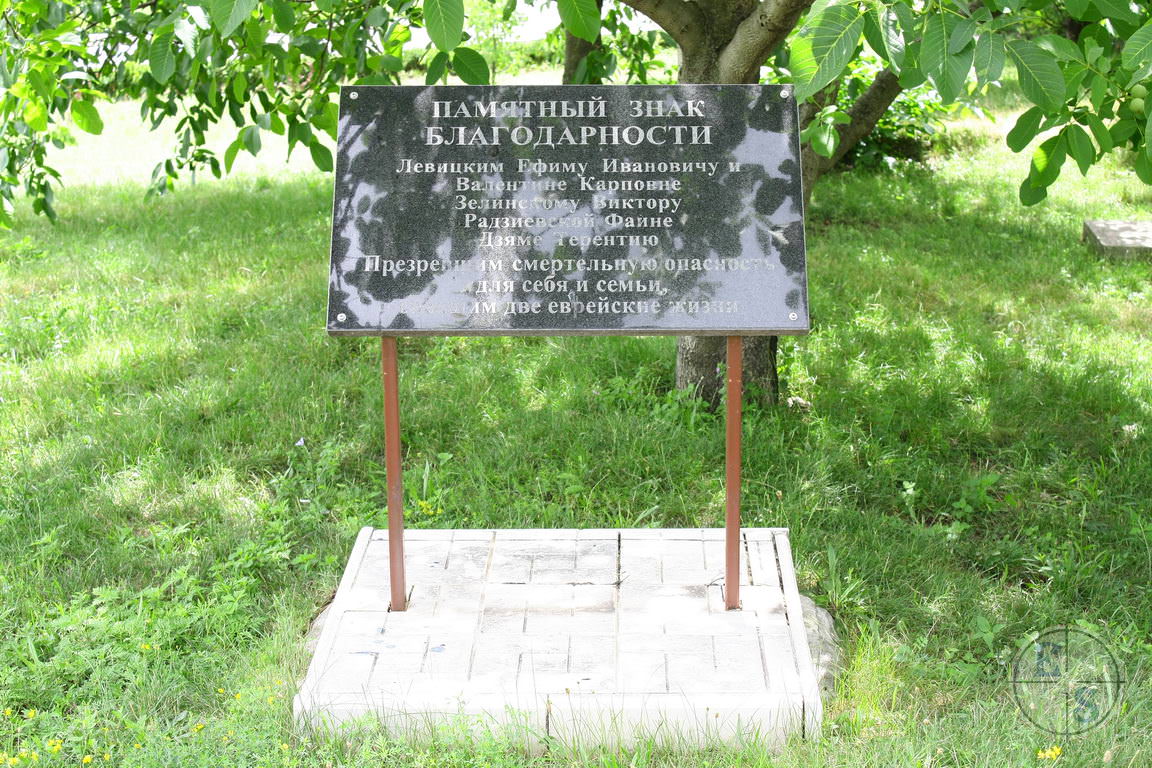 ПАМЯТНЫЙ ЗНАК
БЛАГОДАРНОСТИ
Левицким Ефиму Ивановичу и
Валентине Карповне
Зелинскому Виктору
Радзиевской Фаине
Дзяме Терентию
Презревшим смертельную опасность
для себя и семьи,
две еврейские жизни